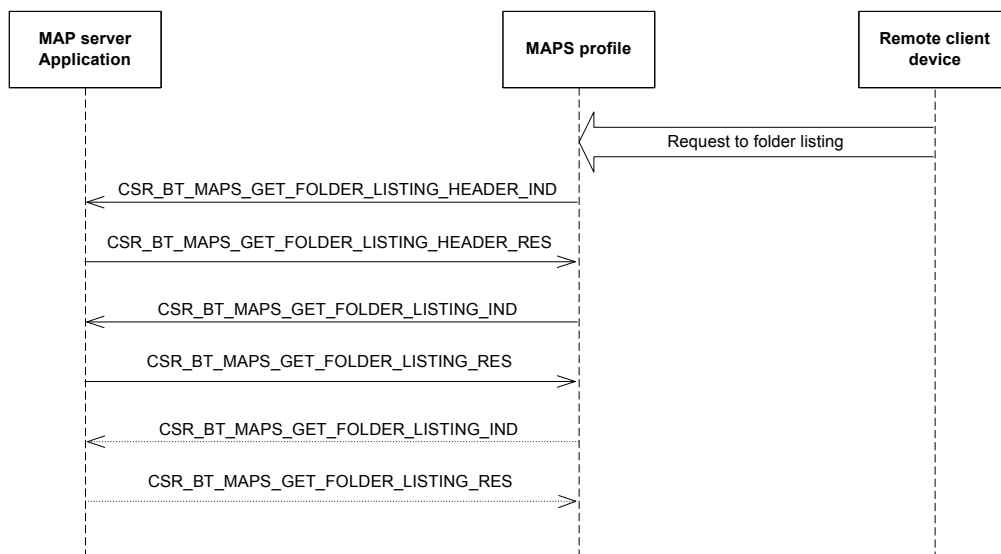 MAP server
Application
MAPS profile
Remote client
device
Request to folder listing
CSR_BT_MAPS_GET_FOLDER_LISTING_HEADER_IND
CSR_BT_MAPS_GET_FOLDER_LISTING_HEADER_RES
CSR_BT_MAPS_GET_FOLDER_LISTING_IND
CSR_BT_MAPS_GET_FOLDER_LISTING_RES
CSR_BT_MAPS_GET_FOLDER_LISTING_IND
CSR_BT_MAPS_GET_FOLDER_LISTING_RES